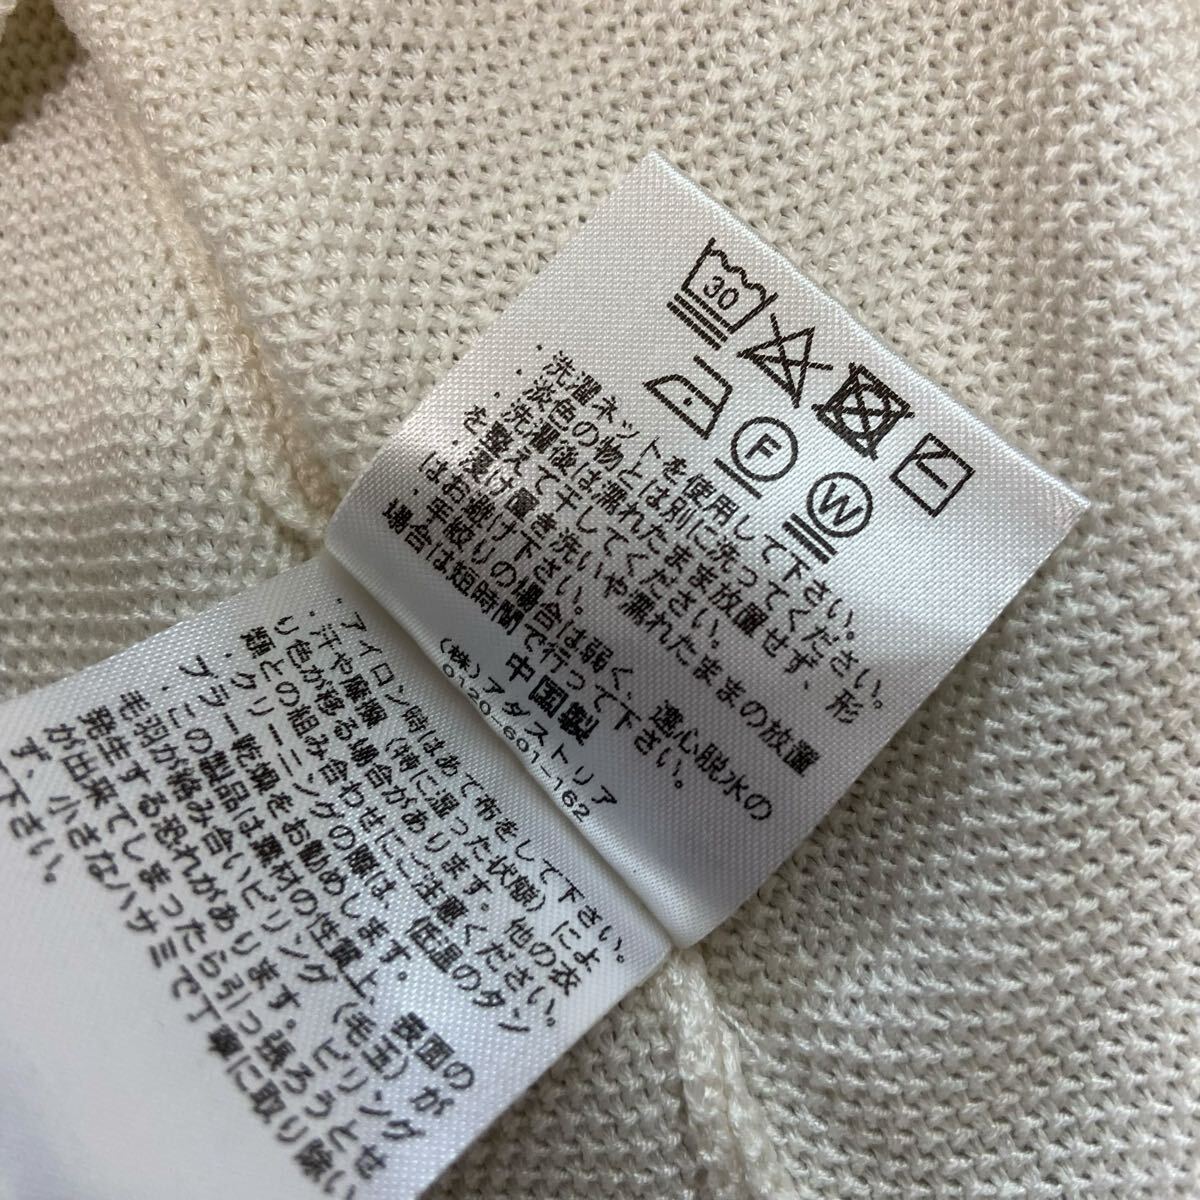 30
F
W
・洗濯ネットを使用して下さい。
・淡色の物とは別に洗ってください。
・洗濯後は濡れたまま放置せず、形
を整えて干してください。
・漬け置き洗いや濡れたままの放置
はお避け下さい。
・手絞りの場合は弱く、遠心脱水の
場合は短時間で行って下さい。
中国製
(株)アダストリア
0120-601-162
・アイロン時はあて布をして下さい。
・汗や摩擦(特に湿った状態)によ
り色が移る場合があります。他の衣
類との組み合わせにご注意ください。
・クリーニングの際は、低温のタン
ブラー乾燥をお勧めします。
・この製品は素材の性質上、表面の
毛羽が絡み合いピリング(毛玉)が
発生する恐れがあります。ピリング
が出来てしまったら引っ張ろうとせ
ず、小さなハサミで丁寧に取り除い
て下さい。